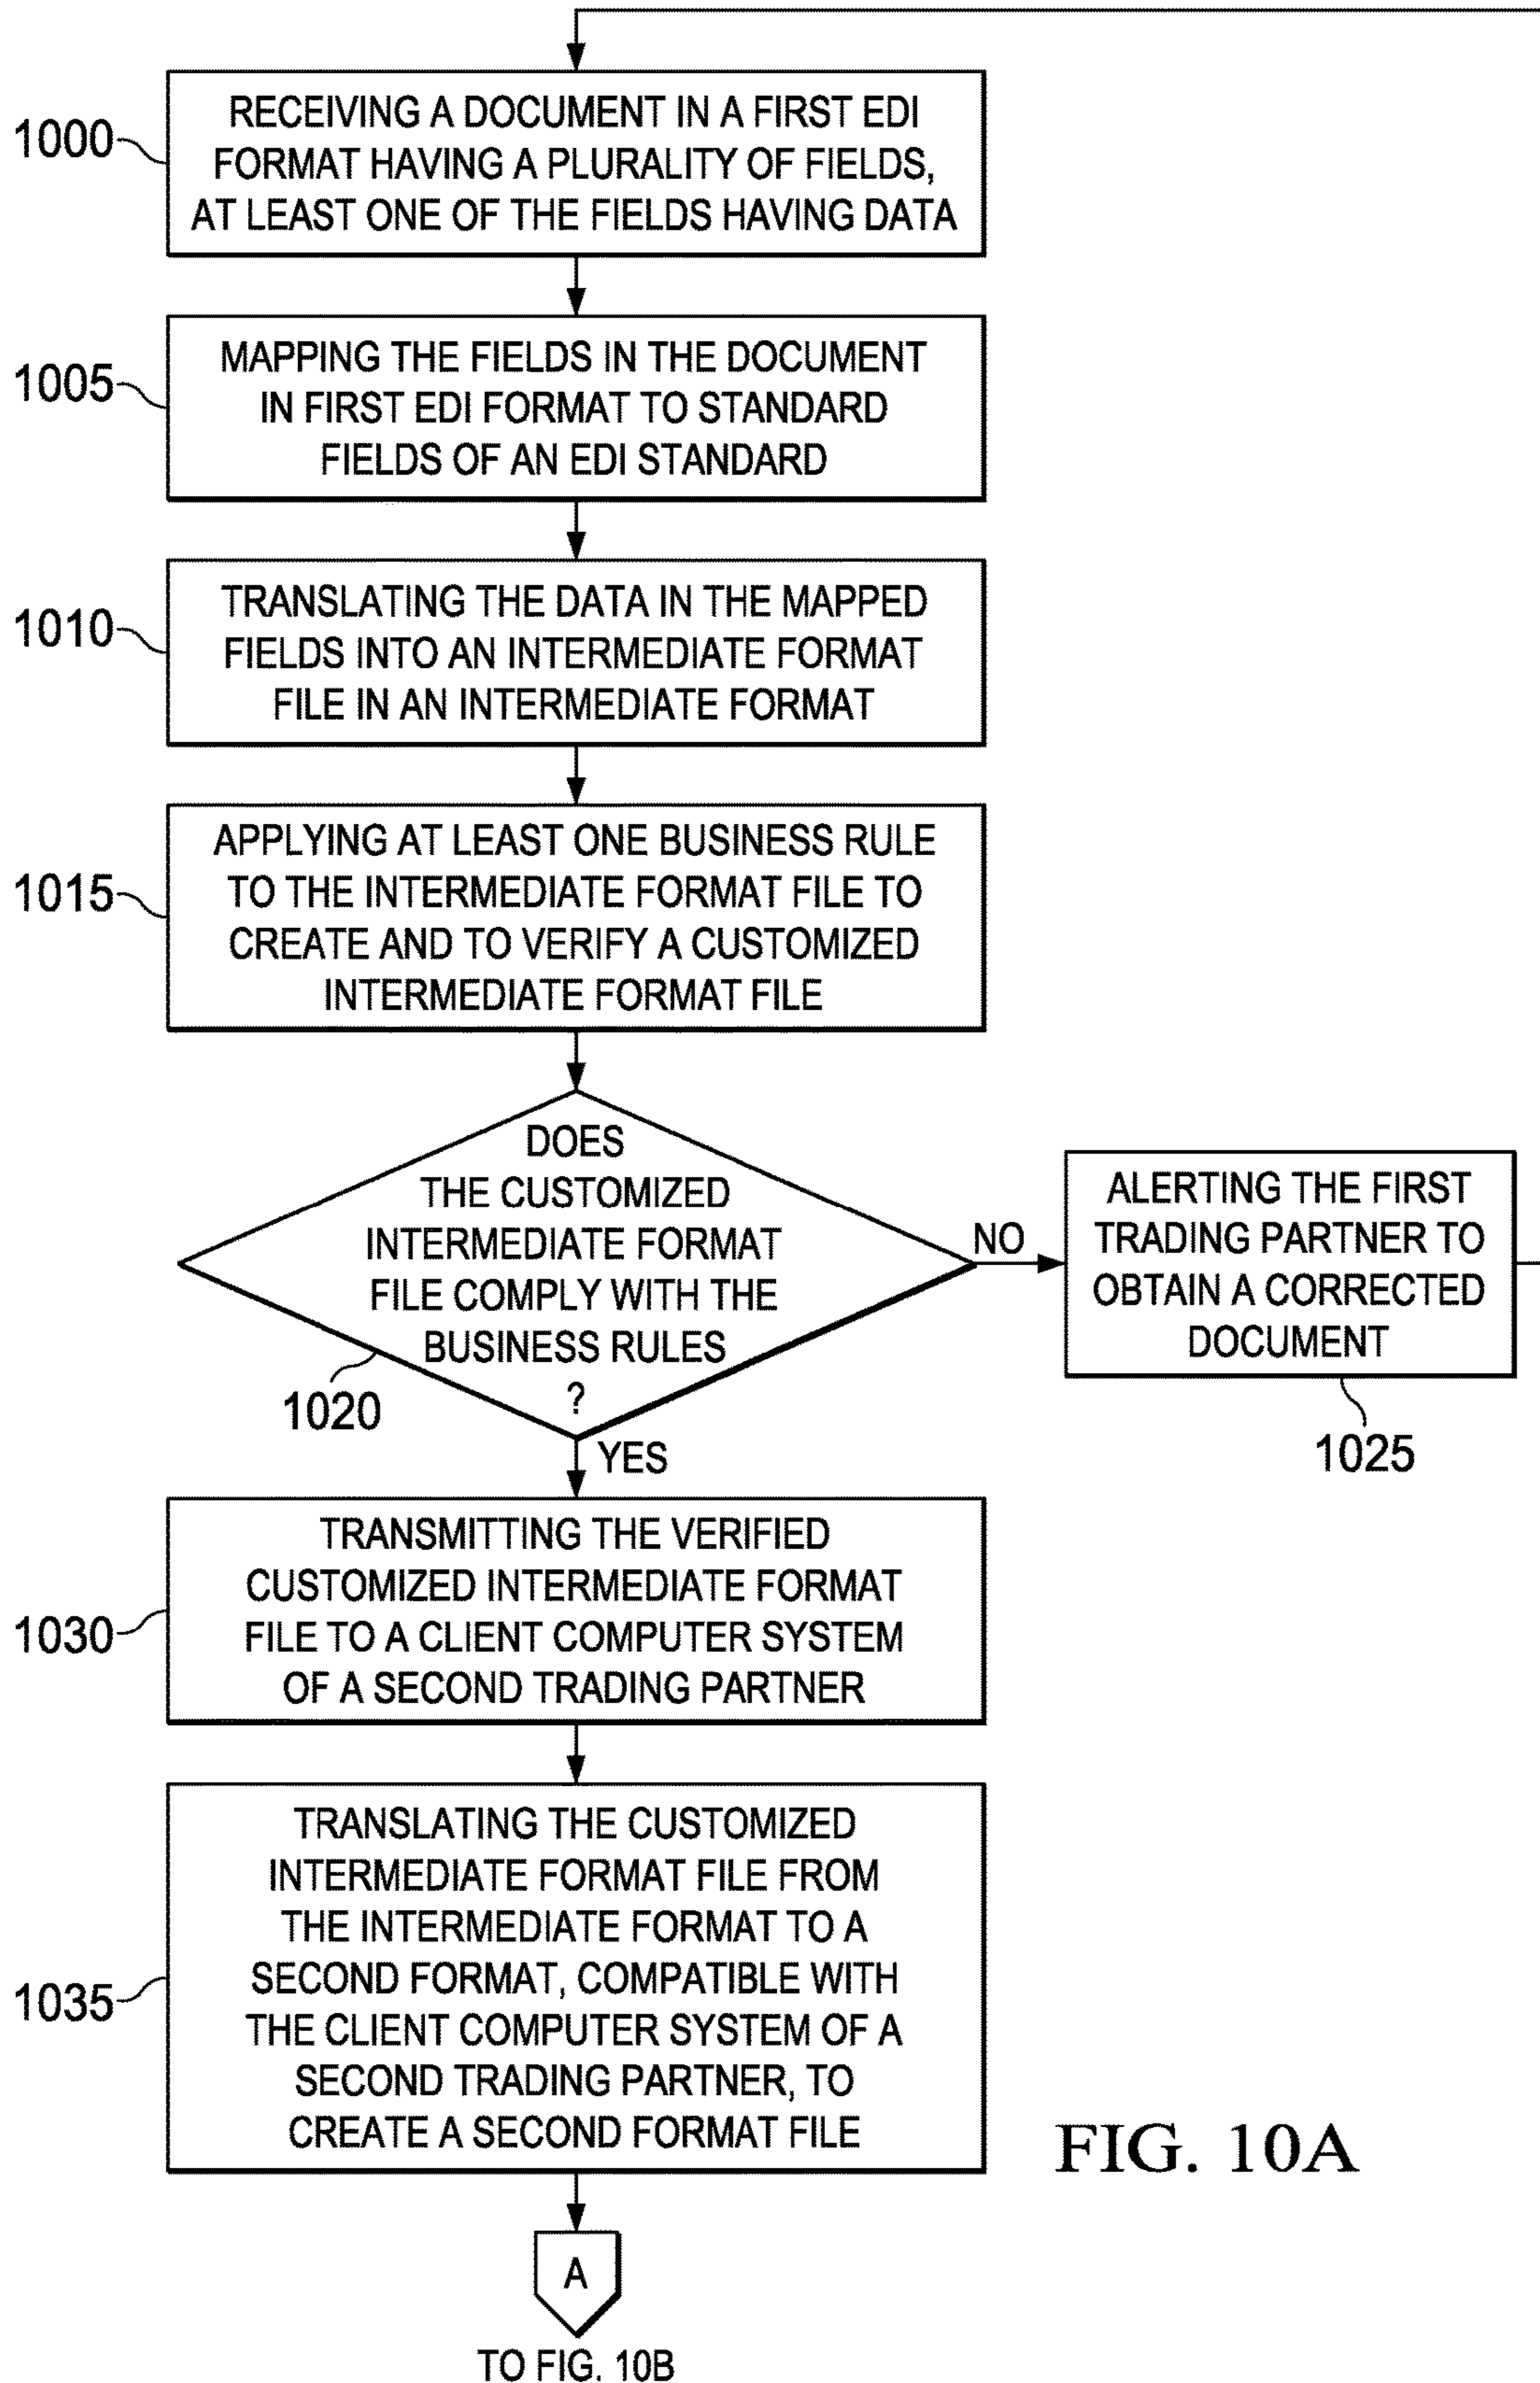 1000
RECEIVING A DOCUMENT IN A FIRST EDI
FORMAT HAVING A PLURALITY OF FIELDS,
AT LEAST ONE OF THE FIELDS HAVING DATA
1005
MAPPING THE FIELDS IN THE DOCUMENT
IN FIRST EDI FORMAT TO STANDARD
FIELDS OF AN EDI STANDARD
1010
TRANSLATING THE DATA IN THE MAPPED
FIELDS INTO AN INTERMEDIATE FORMAT
FILE IN AN INTERMEDIATE FORMAT
1015
APPLYING AT LEAST ONE BUSINESS RULE
TO THE INTERMEDIATE FORMAT FILE TO
CREATE AND TO VERIFY A CUSTOMIZED
INTERMEDIATE FORMAT FILE
DOES
THE CUSTOMIZED
INTERMEDIATE FORMAT
FILE COMPLY WITH THE
BUSINESS RULES
?
1020
NO
ALERTING THE FIRST
TRADING PARTNER TO
OBTAIN A CORRECTED
DOCUMENT
1025
YES
1030
TRANSMITTING THE VERIFIED
CUSTOMIZED INTERMEDIATE FORMAT
FILE TO A CLIENT COMPUTER SYSTEM
OF A SECOND TRADING PARTNER
1035
TRANSLATING THE CUSTOMIZED
INTERMEDIATE FORMAT FILE FROM
THE INTERMEDIATE FORMAT TO A
SECOND FORMAT, COMPATIBLE WITH
THE CLIENT COMPUTER SYSTEM OF A
SECOND TRADING PARTNER, TO
CREATE A SECOND FORMAT FILE
FIG. 10A
A
TO FIG. 10B